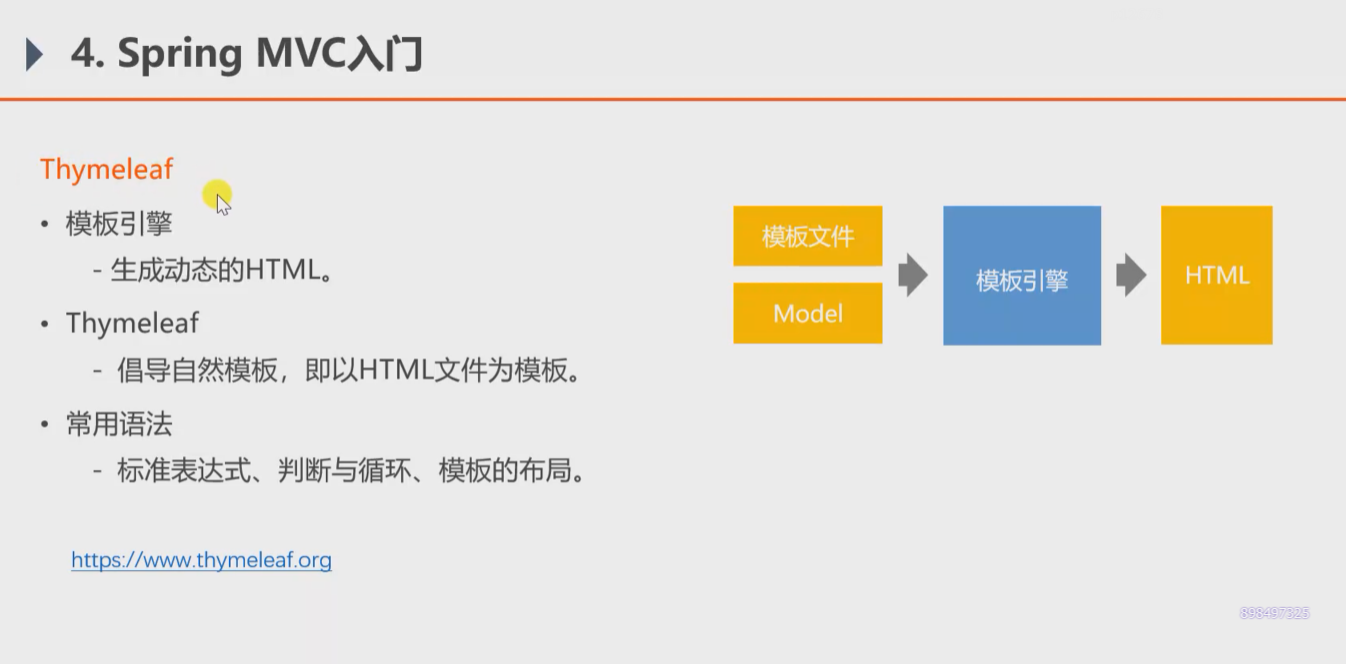 4. Spring MVC入门
Thymeleaf
• 模板引擎
- 生成动态的HTML。
• Thymeleaf
- 倡导自然模板，即以HTML文件为模板。
• 常用语法
- 标准表达式、判断与循环、模板的布局。
https://www.thymeleaf.org
模板文件
Model
模板引擎
HTML
898497325